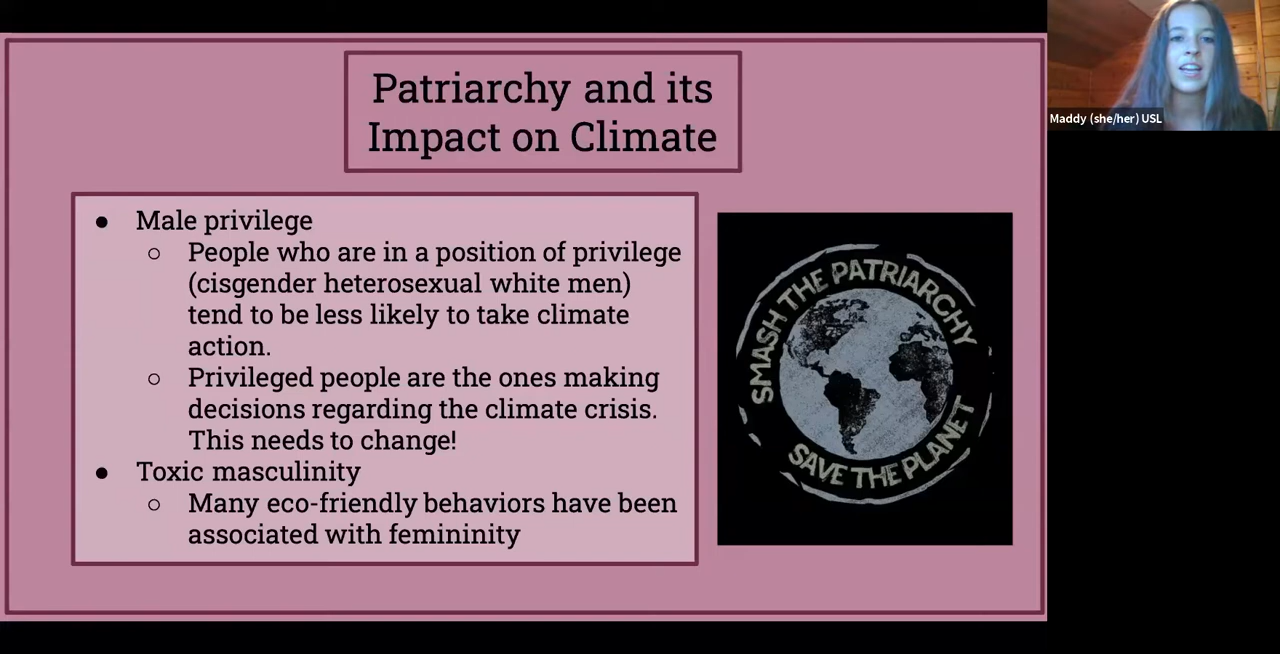 Patriarchy and its
Impact on Climate
● Male privilege
○ People who are in a position of privilege
(cisgender heterosexual white men)
tend to be less likely to take climate
action.
○ Privileged people are the ones making
decisions regarding the climate crisis.
This needs to change!
● Toxic masculinity
○ Many eco-friendly behaviors have been
associated with femininity
SMASH THE PATRIARCHY
SAVE THE PLANET
Maddy (she/her) USL